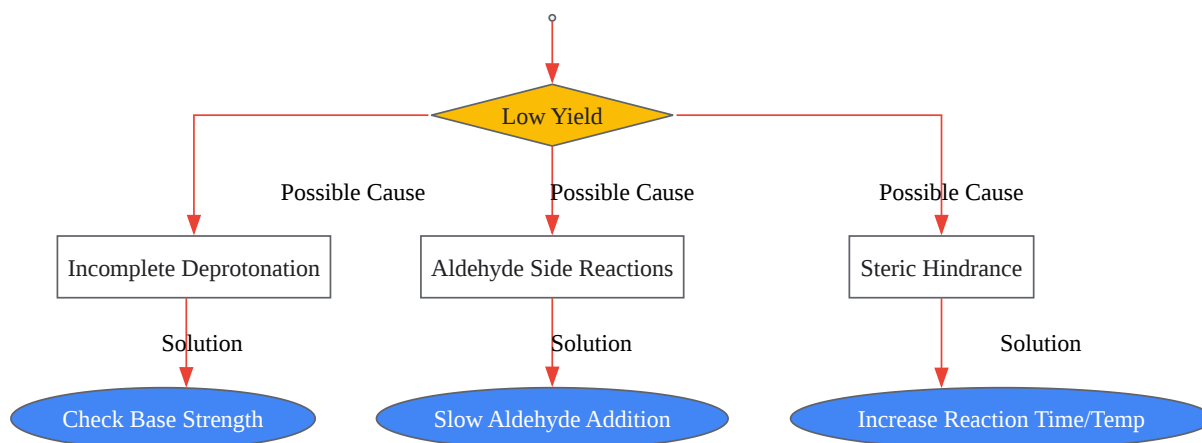 Low Yield
Possible Cause
Possible Cause
Possible Cause
Incomplete Deprotonation
Aldehyde Side Reactions
Steric Hindrance
Solution
Solution
Solution
Check Base Strength
Slow Aldehyde Addition
Increase Reaction Time/Temp